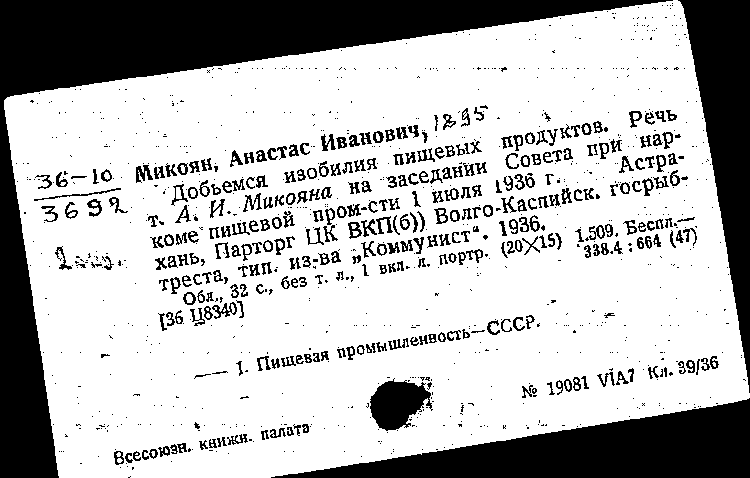 36-10
3692
Микоян, Анастас Иванович, 1895
Добьемся изобилия пищевых продуктов. Речь
т. А. И. Микояна на заседании Совета при нар-
коме пищевой пром-сти 1 июля 1936 г. Астра-
хань, Парторг ЦК ВКП(б)) Волго-Каспийск. госрыб-
треста, тип. из-ва „Коммунист“. 1936.
Обл., 32 с., без т. л., 1 вкл. л. портр. (20×15) 1.509. Беспл.—
[36 Ц8340] 338.4 : 664 (47)
—— 1. Пищевая промышленность—СССР.
№ 19081 VIA7 Кл. 39/36
Всесоюзн. книжн. палата